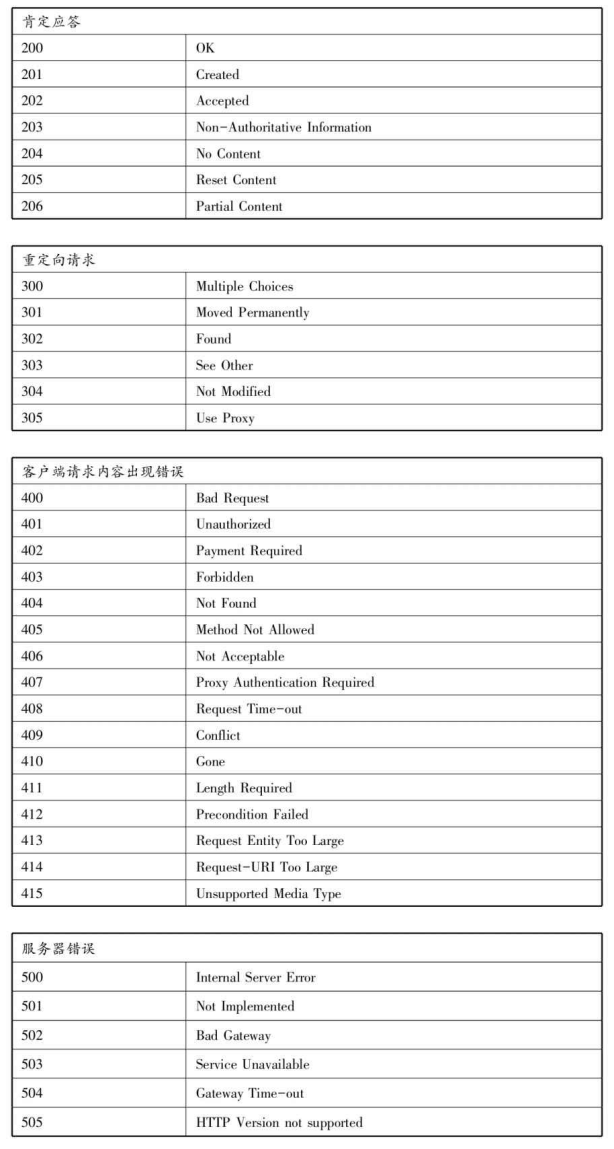 肯定应答
200 OK
201 Created
202 Accepted
203 Non-Authoritative Information
204 No Content
205 Reset Content
206 Partial Content
重定向请求
300 Multiple Choices
301 Moved Permanently
302 Found
303 See Other
304 Not Modified
305 Use Proxy
客户端请求内容出现错误
400 Bad Request
401 Unauthorized
402 Payment Required
403 Forbidden
404 Not Found
405 Method Not Allowed
406 Not Acceptable
407 Proxy Authentication Required
408 Request Time-out
409 Conflict
410 Gone
411 Length Required
412 Precondition Failed
413 Request Entity Too Large
414 Request-URI Too Large
415 Unsupported Media Type
服务器错误
500 Internal Server Error
501 Not Implemented
502 Bad Gateway
503 Service Unavailable
504 Gateway Time-out
505 HTTP Version not supported